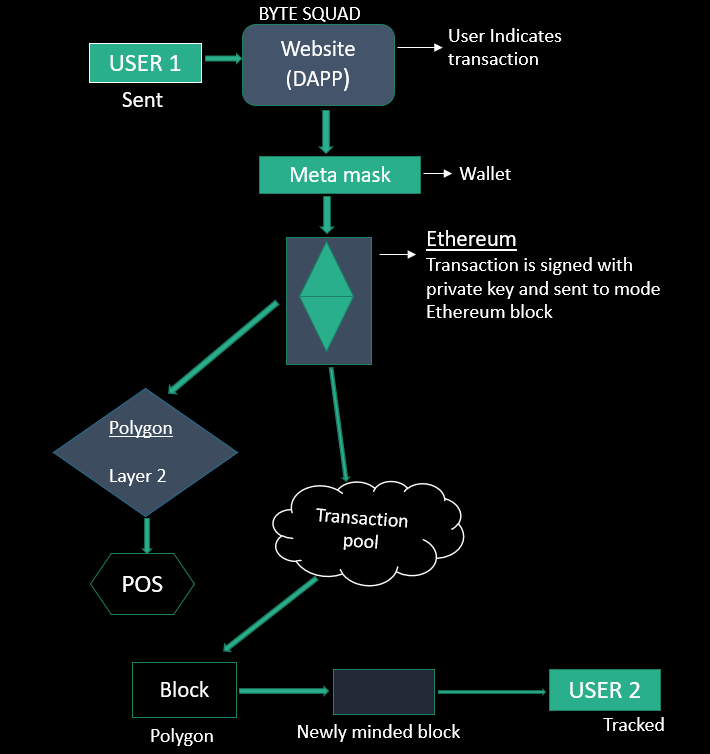 BYTE SQUAD
USER 1
Sent
Website
(DAPP)
User Indicates
transaction
Meta mask
Wallet
Ethereum
Transaction is signed with
private key and sent to mode
Ethereum block
Polygon
Layer 2
POS
Transaction
pool
Block
Polygon
Newly minded block
USER 2
Tracked